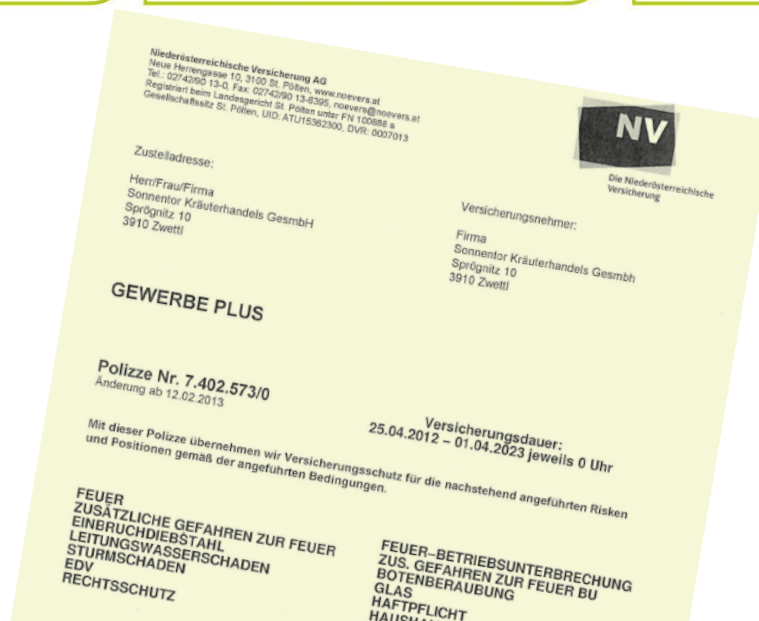 Niederösterreichische Versicherung AG
Neue Herrengasse 10, 3100 St. Pölten, www.noevers.at
Tel.: 02742/90 13-0, Fax: 02742/90 13-8395, noevers@noevers.at
Registriert beim Landesgericht St. Pölten unter FN 100888 s
Gesellschaftssitz St. Pölten, UID: ATU15362300, DVR: 0007013
NV
Die Niederösterreichische
Versicherung
Zustelladresse:
Herr/Frau/Firma
Sonnentor Kräuterhandels GesmbH
Sprögnitz 10
3910 Zwettl
Versicherungsnehmer:
Firma
Sonnentor Kräuterhandels Gesmbh
Sprögnitz 10
3910 Zwettl
GEWERBE PLUS
Polizze Nr. 7.402.573/0
Änderung ab 12.02.2013
Versicherungsdauer:
25.04.2012 – 01.04.2023 jeweils 0 Uhr
Mit dieser Polizze übernehmen wir Versicherungsschutz für die nachstehend angeführten Risken
und Positionen gemäß der angeführten Bedingungen.
FEUER
ZUSÄTZLICHE GEFAHREN ZUR FEUER
EINBRUCHDIEBSTAHL
LEITUNGSWASSERSCHADEN
STURMSCHADEN
EDV
RECHTSSCHUTZ
FEUER–BETRIEBSUNTERBRECHUNG
ZUS. GEFAHREN ZUR FEUER BU
BOTENBERAUBUNG
GLAS
HAFTPFLICHT